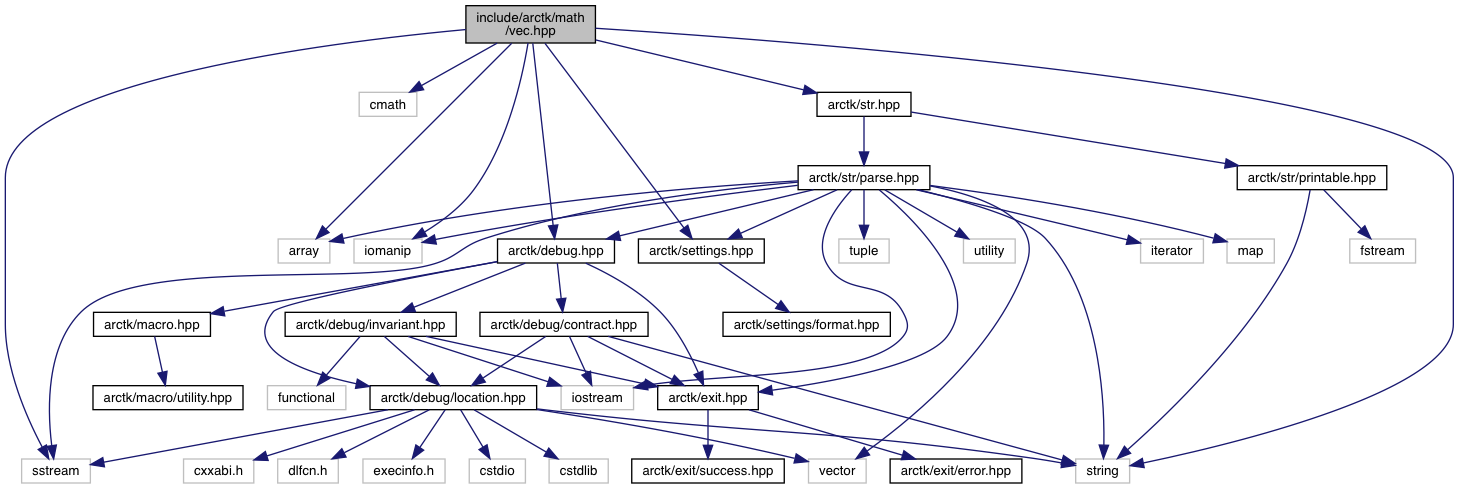 include/arctk/math
/vec.hpp
cmath
arctk/str.hpp
arctk/str/parse.hpp
arctk/str/printable.hpp
array
iomanip
arctk/debug.hpp
arctk/settings.hpp
tuple
utility
iterator
map
fstream
arctk/macro.hpp
arctk/debug/invariant.hpp
arctk/debug/contract.hpp
arctk/settings/format.hpp
arctk/macro/utility.hpp
functional
arctk/debug/location.hpp
iostream
arctk/exit.hpp
sstream
cxxabi.h
dlfcn.h
execinfo.h
cstdio
cstdlib
arctk/exit/success.hpp
vector
arctk/exit/error.hpp
string